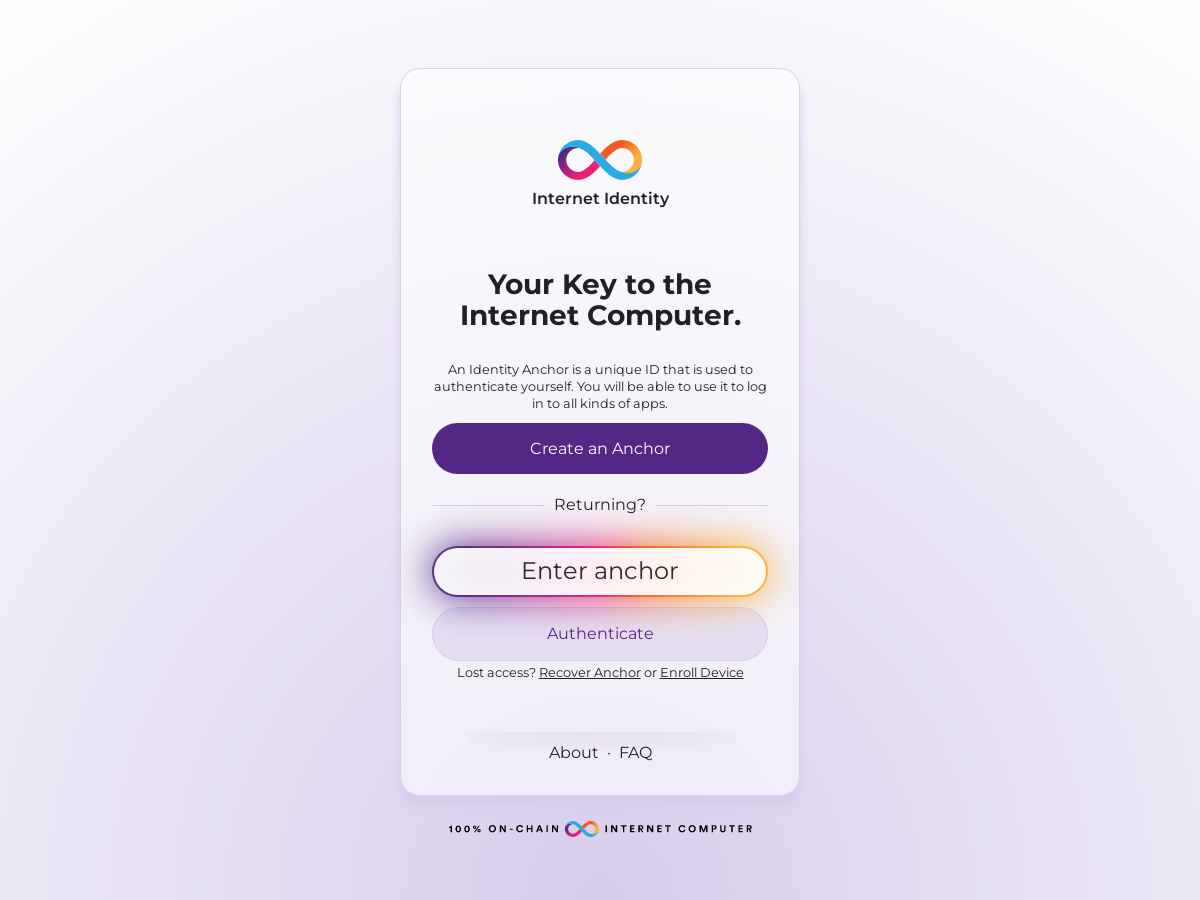 Internet Identity
Your Key to the
Internet Computer.
An Identity Anchor is a unique ID that is used to
authenticate yourself. You will be able to use it to log
in to all kinds of apps.
Create an Anchor
Returning?
Enter anchor
Authenticate
Lost access? Recover Anchor or Enroll Device
About · FAQ
100% ON-CHAIN INTERNET COMPUTER